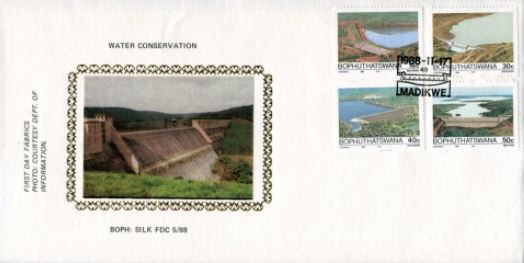 WATER CONSERVATION
FIRST DAY FABRICS
PHOTO: COURTESY DEPT. OF
INFORMATION.
BOPH: SILK FDC 5/88
BOPHUTHATSWANA
16c
BOPHUTHATSWANA
30c
1988-11-17
MADIKWE
BOPHUTHATSWANA
40c
BOPHUTHATSWANA
50c